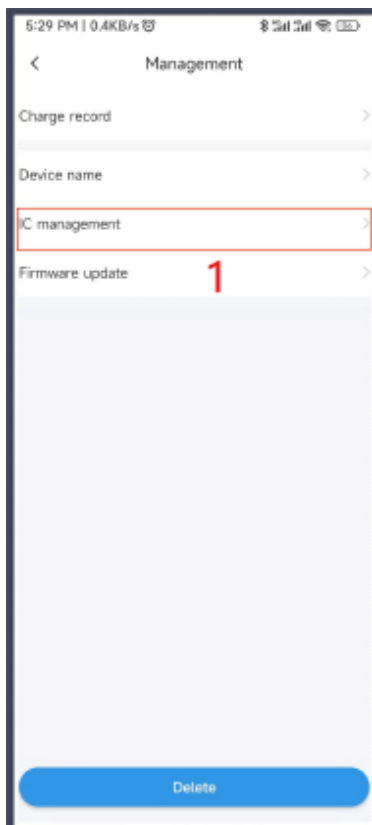 5:29 PM | 0.4KB/s
Management
Charge record
Device name
IC management
Firmware update
1
Delete